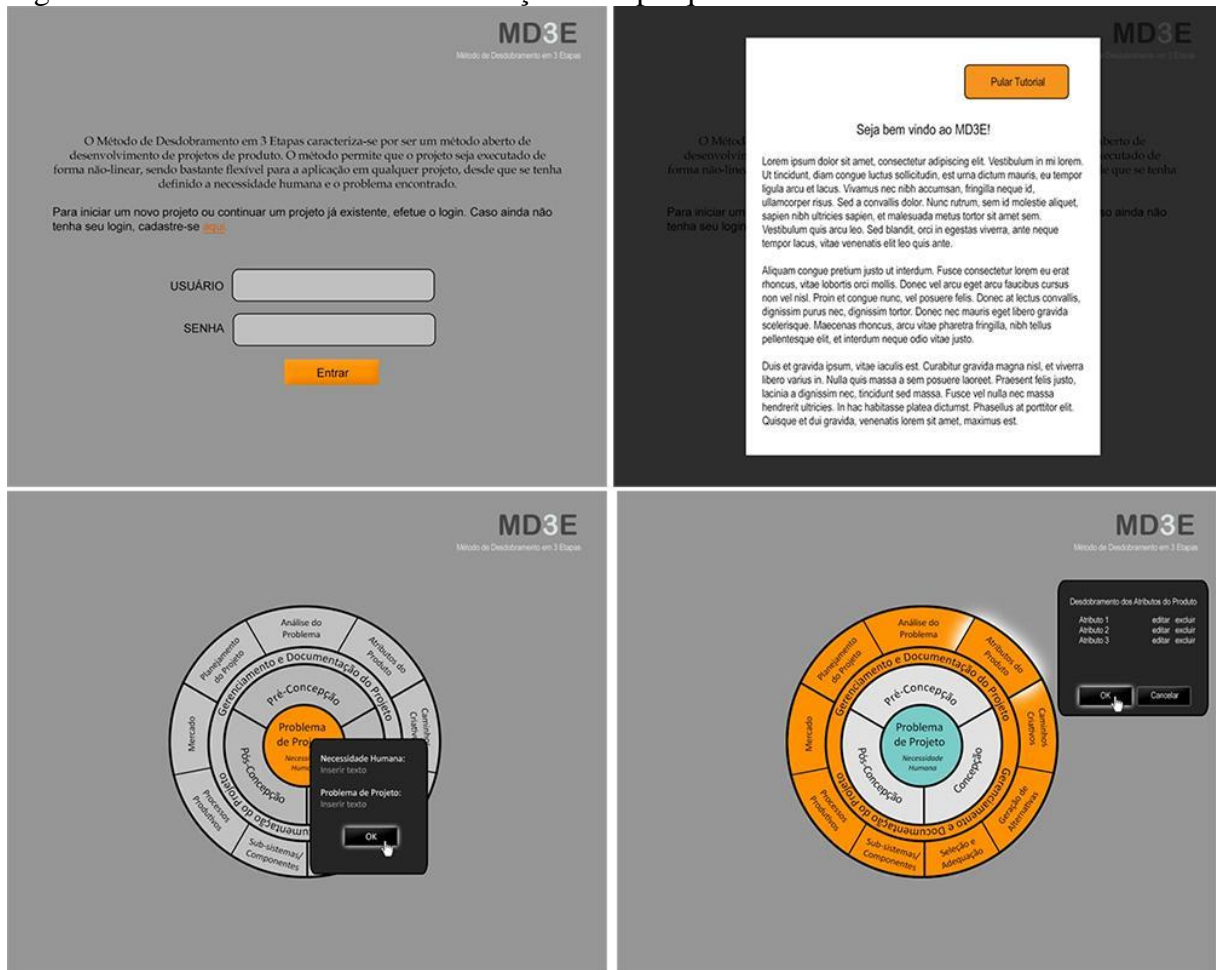 MD3E
Método de Desdobramento em 3 Etapas
O Método de Desdobramento em 3 Etapas caracteriza-se por ser um método aberto de
desenvolvimento de projetos de produto. O método permite que o projeto seja executado de
forma não-linear, sendo bastante flexível para a aplicação em qualquer projeto, desde que se tenha
definido a necessidade humana e o problema encontrado.
Para iniciar um novo projeto ou continuar um projeto já existente, efetue o login. Caso ainda não
tenha seu login, cadastre-se aqui.
USUÁRIO
SENHA
Entrar
MD3E
Pular Tutorial
Seja bem vindo ao MD3E!
Lorem ipsum dolor sit amet, consectetur adipiscing elit. Vestibulum in mi lorem.
Ut tincidunt, diam congue luctus sollicitudin, est urna dictum mauris, eu tempor
ligula arcu et lacus. Vivamus nec nibh accumsan, fringilla neque id,
ullamcorper risus. Sed a convallis dolor. Nunc rutrum, sem id molestie aliquet,
sapien nibh ultricies sapien, et malesuada metus tortor sit amet sem.
Vestibulum quis arcu leo. Sed blandit, orci in egestas viverra, ante neque
tempor lacus, vitae venenatis elit leo quis ante.
Aliquam congue pretium justo ut interdum. Fusce consectetur lorem eu erat
rhoncus, vitae lobortis orci mollis. Donec vel arcu eget arcu faucibus cursus
non vel nisl. Proin et congue nunc, vel posuere felis. Donec at lectus convallis,
dignissim purus nec, dignissim tortor. Donec nec mauris eget libero gravida
scelerisque. Maecenas rhoncus, arcu vitae pharetra fringilla, nibh tellus
pellentesque elit, et interdum neque odio vitae justo.
Duis et gravida ipsum, vitae iaculis est. Curabitur gravida magna nisl, et viverra
libero varius in. Nulla quis massa a sem posuere laoreet. Praesent felis justo,
lacinia a dignissim nec, tincidunt sed massa. Fusce vel nulla nec massa
hendrerit ultricies. In hac habitasse platea dictumst. Phasellus at porttitor elit.
Quisque et dui gravida, venenatis lorem sit amet, maximus est.
MD3E
Método de Desdobramento em 3 Etapas
Análise do
Problema
Planejamento
do Projeto
Atributos do
Produto
Gerenciamento e Documentação do Projeto
Pré-Concepção
Mercado
Caminhos
Criativos
Problema
de Projeto
Pós-Concepção
Processos
Produtivos
Sub-sistemas/
Componentes
Necessidade Humana:
Inserir texto
Problema de Projeto:
Inserir texto
OK
MD3E
Método de Desdobramento em 3 Etapas
Desdobramento dos Atributos do Produto
Atributo 1 editar excluir
Atributo 2 editar excluir
Atributo 3 editar excluir
OK
Cancelar
Análise do
Problema
Planejamento
do Projeto
Atributos do
Produto
Gerenciamento e Documentação do Projeto
Pré-Concepção
Mercado
Caminhos
Criativos
Problema
de Projeto
Necessidade
Humana
Pós-Concepção
Concepção
Gerenciamento e Documentação do Projeto
Processos
Produtivos
Geração de
Alternativas
Sub-sistemas/
Componentes
Seleção e
Adequação